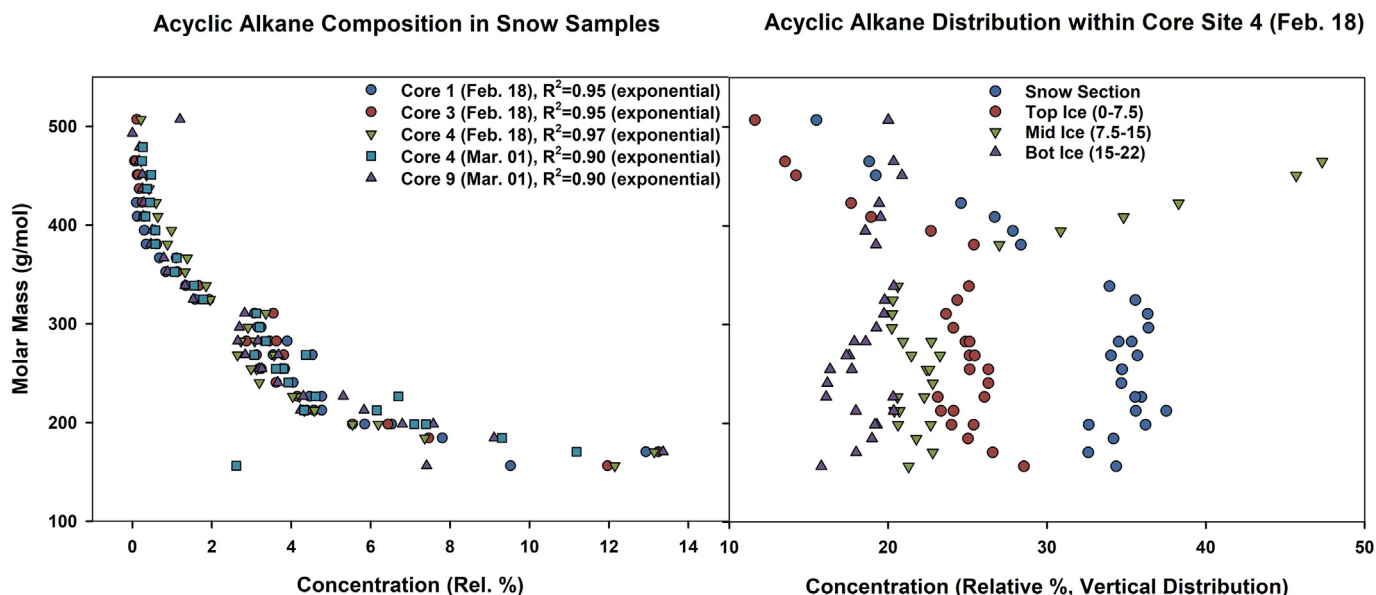 Acyclic Alkane Composition in Snow Samples
Acyclic Alkane Distribution within Core Site 4 (Feb. 18)
Core 1 (Feb. 18), R²=0.95 (exponential)
Core 3 (Feb. 18), R²=0.95 (exponential)
Core 4 (Feb. 18), R²=0.97 (exponential)
Core 4 (Mar. 01), R²=0.90 (exponential)
Core 9 (Mar. 01), R²=0.90 (exponential)
Snow Section
Top Ice (0-7.5)
Mid Ice (7.5-15)
Bot Ice (15-22)
Molar Mass (g/mol)
500
400
300
200
100
0 2 4 6 8 10 12 14
10 20 30 40 50
Concentration (Rel. %)
Concentration (Relative %, Vertical Distribution)